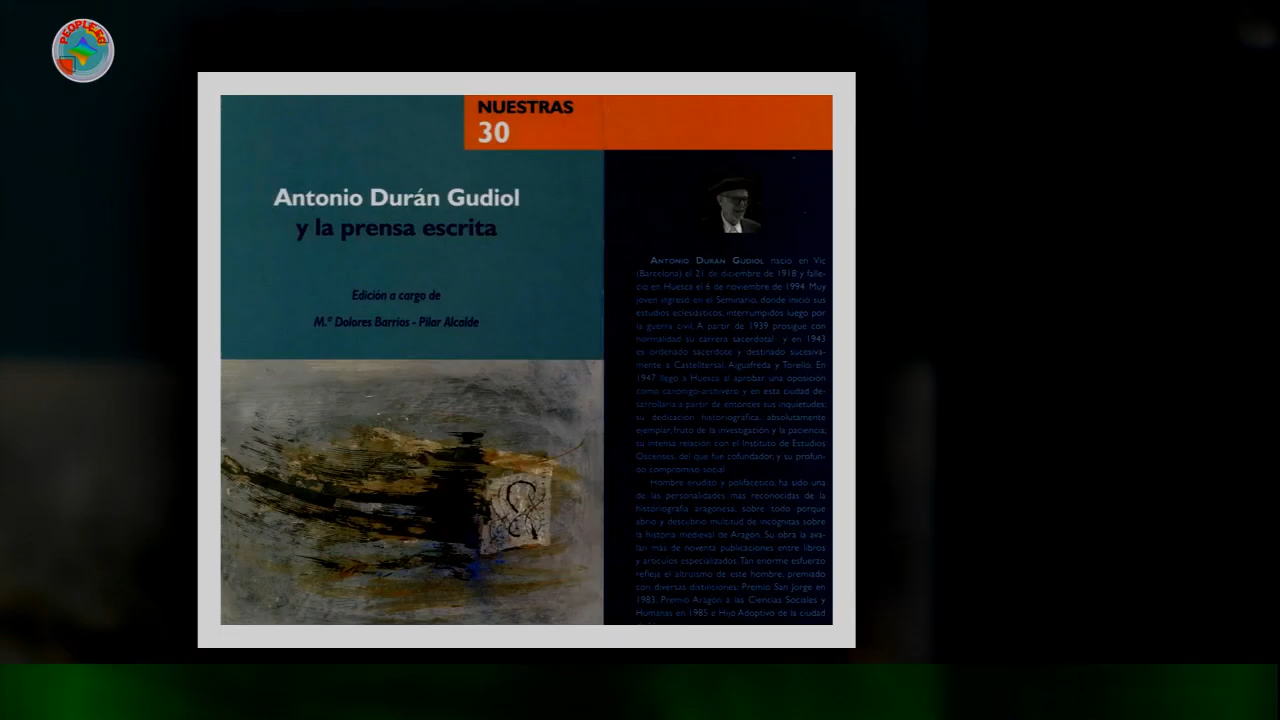 PEOPLE
NUESTRAS
30
Antonio Durán Gudiol
y la prensa escrita
Edición a cargo de
M.ª Dolores Barrios - Pilar Alcalde
ANTONIO DURÁN GUDIOL nació en Vic
(Barcelona) el 21 de diciembre de 1918 y falle-
ció en Huesca el 6 de noviembre de 1994. Muy
joven ingresó en el Seminario, donde inició sus
estudios eclesiásticos, interrumpidos luego por
la guerra civil. A partir de 1939 prosigue con
normalidad su carrera sacerdotal y en 1943
es ordenado sacerdote y destinado sucesiva-
mente a Castelltersal, Aiguafreda y Torelló. En
1947 llegó a Huesca al aprobar una oposición
como canónigo-archivero y en esta ciudad de-
sarrollaría a partir de entonces sus inquietudes:
su dedicación historiográfica, absolutamente
ejemplar, fruto de la investigación y la paciencia,
su intensa relación con el Instituto de Estudios
Oscenses, del que fue cofundador, y su profun-
do compromiso social.
Hombre erudito y polifacético, ha sido una
de las personalidades más reconocidas de la
historiografía aragonesa, sobre todo porque
abrió y descubrió multitud de incógnitas sobre
la historia medieval de Aragón. Su obra la ava-
lan más de noventa publicaciones entre libros
y artículos especializados. Tan enorme esfuerzo
refleja el altruismo de este hombre, premiado
con diversas distinciones: Premio San Jorge en
1983, Premio Aragón a las Ciencias Sociales y
Humanas en 1985 e Hijo Adoptivo de la ciudad